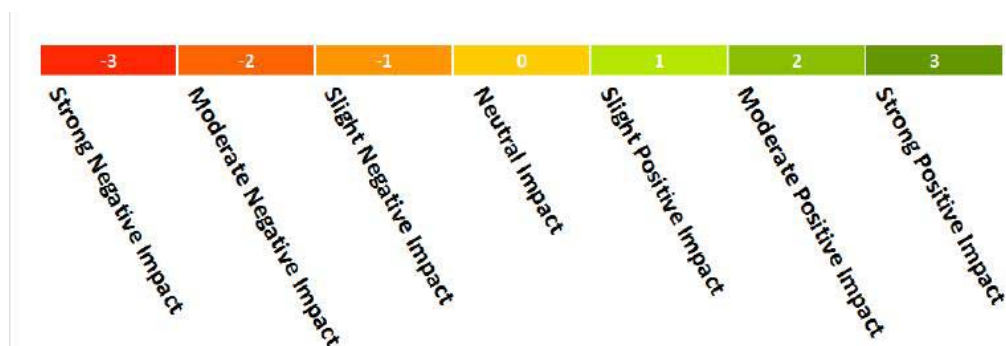 -3 -2 -1 0 1 2 3
Strong Negative Impact
Moderate Negative Impact
Slight Negative Impact
Neutral Impact
Slight Positive Impact
Moderate Positive Impact
Strong Positive Impact